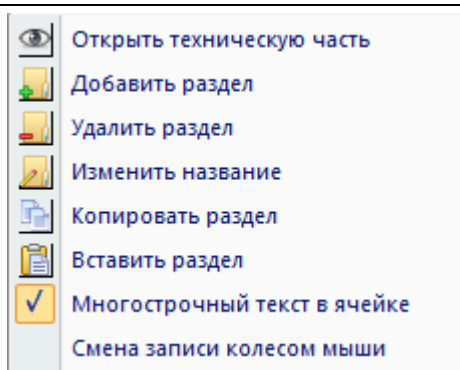 Открыть техническую часть
Добавить раздел
Удалить раздел
Изменить название
Копировать раздел
Вставить раздел
Многострочный текст в ячейке
Смена записи колесом мыши